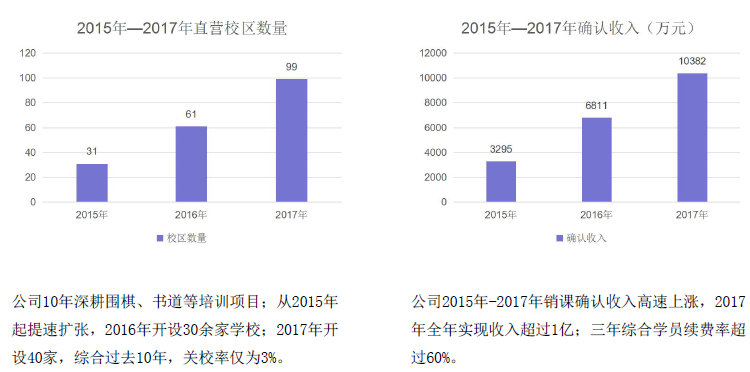 2015年—2017年直营校区数量
120
100
80
60
40
20
0
31
61
99
2015年
2016年
2017年
校区数量
公司10年深耕围棋、书道等培训项目；从2015年
起提速扩张，2016年开设30余家学校；2017年开
设40家，综合过去10年，关校率仅为3%。
2015年—2017年确认收入（万元）
12000
10000
8000
6000
4000
2000
0
3295
6811
10382
2015年
2016年
2017年
确认收入
公司2015年-2017年销课确认收入高速上涨，2017
年全年实现收入超过1亿；三年综合学员续费率超
过60%。